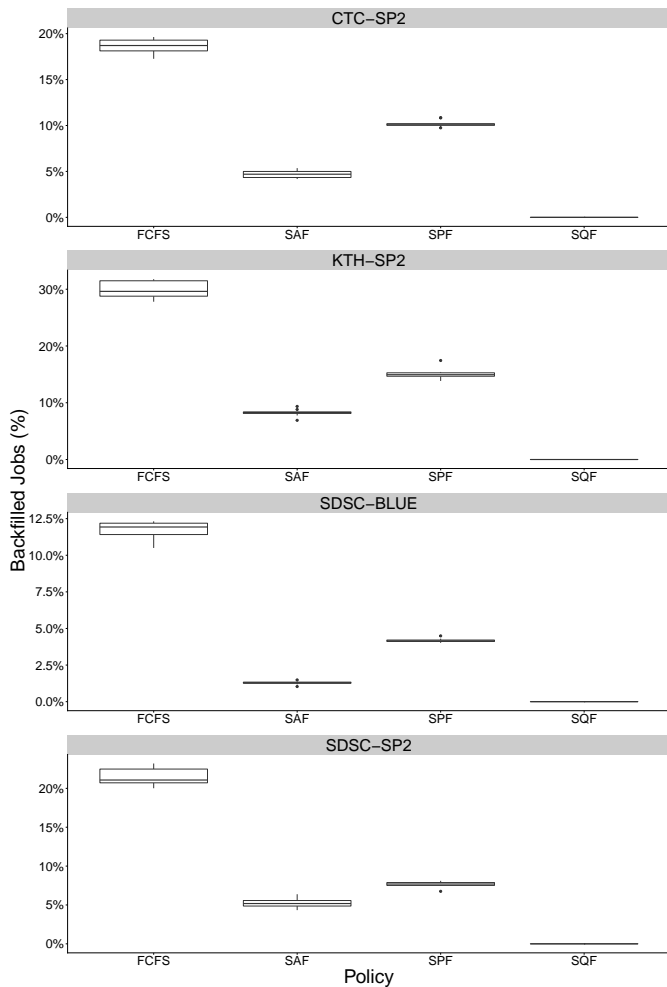 CTC−SP2
20%
15%
10%
5%
0%
FCFS SAF SPF SQF
KTH−SP2
30%
20%
10%
0%
FCFS SAF SPF SQF
Backfilled Jobs (%)
SDSC−BLUE
12.5%
10.0%
7.5%
5.0%
2.5%
0.0%
FCFS SAF SPF SQF
SDSC−SP2
20%
15%
10%
5%
0%
FCFS SAF SPF SQF
Policy